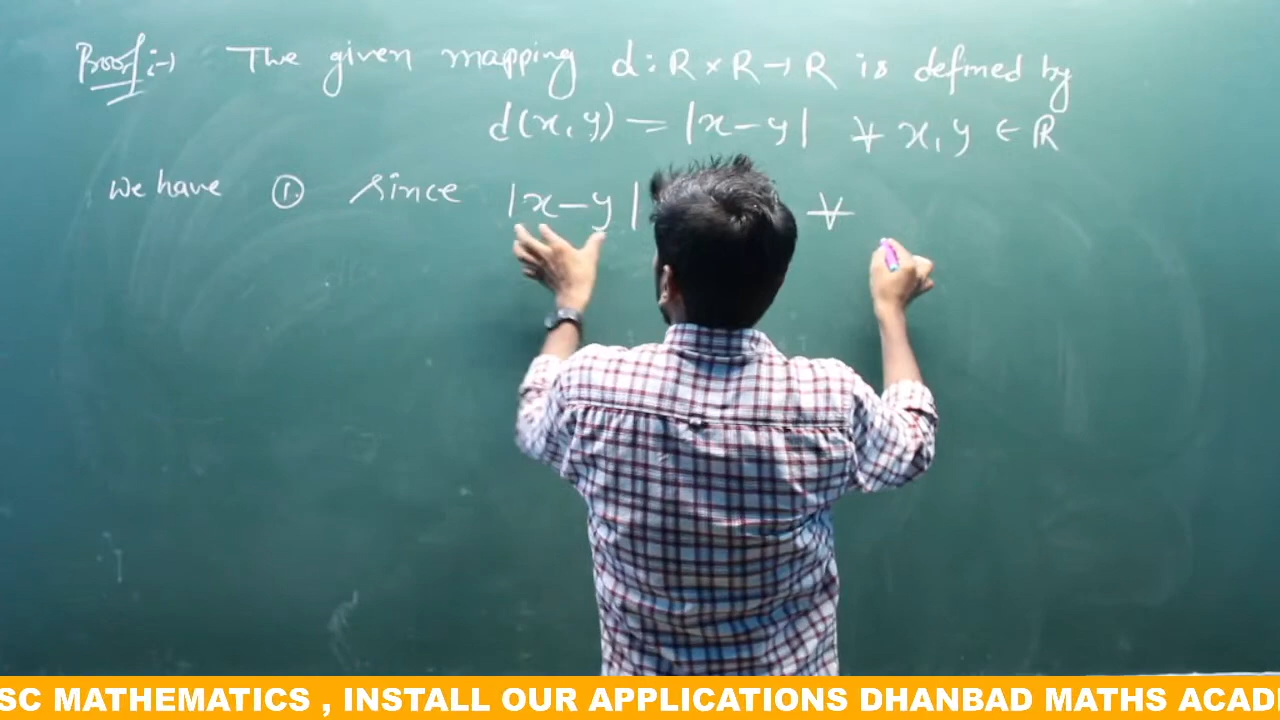 Proof :→ The given mapping d : R × R → R is defined by
d(x, y) = |x - y| ∀ x, y ∈ ℝ
We have ① Since |x - y| ∀
SC MATHEMATICS , INSTALL OUR APPLICATIONS DHANBAD MATHS ACAD